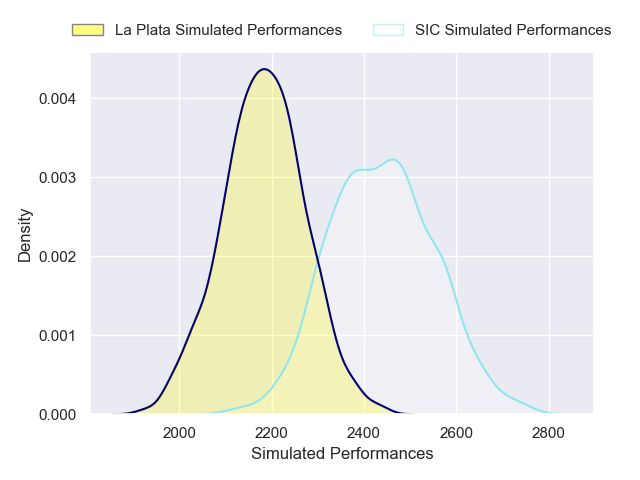 La Plata Simulated Performances SIC Simulated Performances
0.004
0.003
0.002
0.001
0.000
Density
2000 2200 2400 2600 2800
Simulated Performances